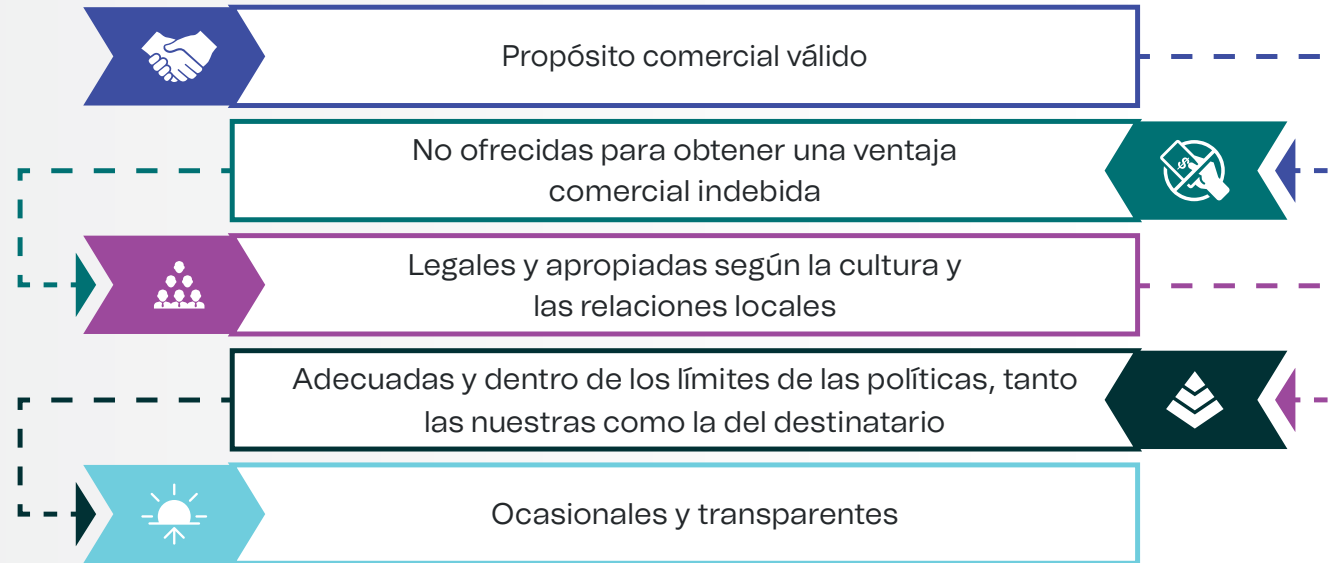 Propósito comercial válido
No ofrecidas para obtener una ventaja
comercial indebida
Legales y apropiadas según la cultura y
las relaciones locales
Adecuadas y dentro de los límites de las políticas, tanto
las nuestras como la del destinatario
Ocasionales y transparentes